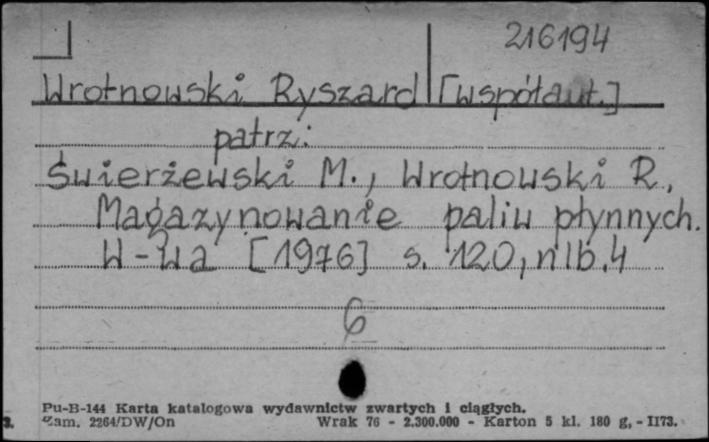 216194
Wrotnowski Ryszard [współaut.]
patrz:
Świerżewski M., Wrotnowski R.,
Magazynowanie paliw płynnych.
W-wa [1976] s. 120, nlb. 4
6
Pu-B-144 Karta katalogowa wydawnictw zwartych i ciągłych.
Zam. 2264/DW/On Wrak 76 - 2.300.000 - Karton 5 kl. 180 g, - II73.